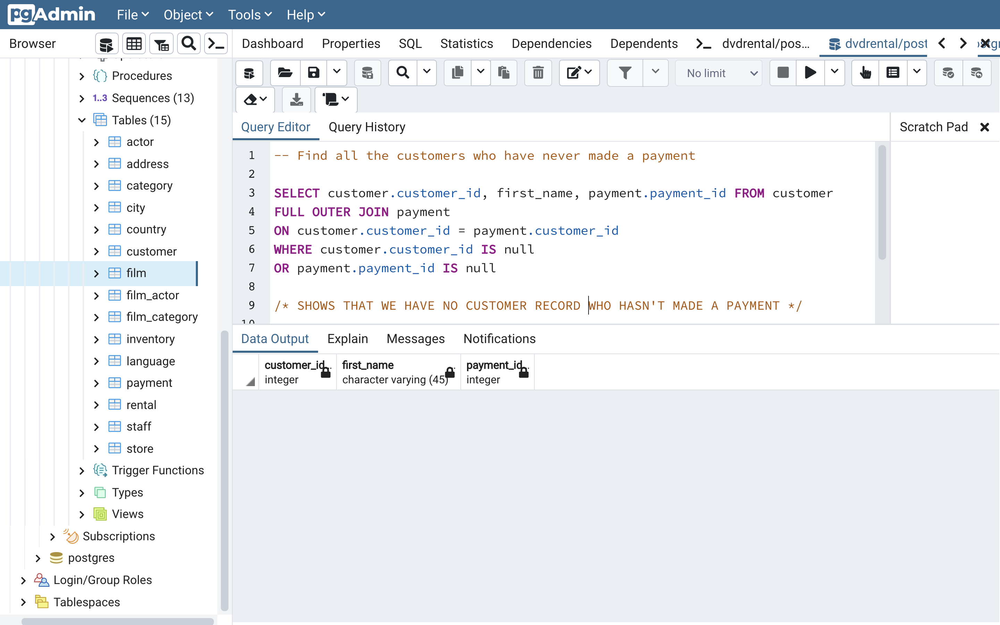 pgAdmin File Object Tools Help
Browser
Dashboard Properties SQL Statistics Dependencies Dependents dvdrental/pos... dvdrental/post
No limit
Procedures
1..3 Sequences (13)
Tables (15)
actor
address
category
city
country
customer
film
film_actor
film_category
inventory
language
payment
rental
staff
store
Trigger Functions
Types
Views
Subscriptions
postgres
Login/Group Roles
Tablespaces
Query Editor Query History
Scratch Pad
1 -- Find all the customers who have never made a payment
2
3 SELECT customer.customer_id, first_name, payment.payment_id FROM customer
4 FULL OUTER JOIN payment
5 ON customer.customer_id = payment.customer_id
6 WHERE customer.customer_id IS null
7 OR payment.payment_id IS null
8
9 /* SHOWS THAT WE HAVE NO CUSTOMER RECORD WHO HASN'T MADE A PAYMENT */
10
Data Output Explain Messages Notifications
customer_id.. first_name .. payment_id..
integer character varying (45) integer